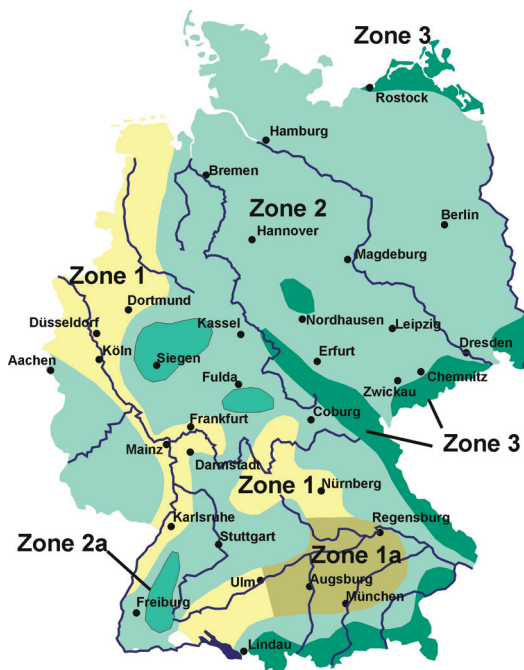 Zone 3
Rostock
Hamburg
Bremen
Zone 2
Berlin
Hannover
Magdeburg
Zone 1
Dortmund
Nordhausen
Düsseldorf
Kassel
Leipzig
Köln
Dresden
Aachen
Siegen
Erfurt
Chemnitz
Fulda
Zwickau
Coburg
Frankfurt
Zone 3
Mainz
Darmstadt
Zone 1
Nürnberg
Karlsruhe
Regensburg
Zone 2a
Stuttgart
Zone 1a
Ulm
Augsburg
München
Freiburg
Lindau